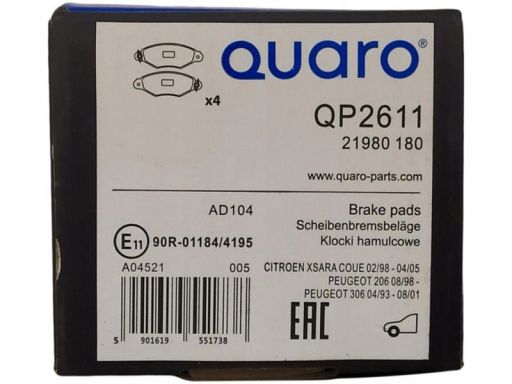 QUARO®
x4
QP2611
21980 180
www.quaro-parts.com
AD104
Brake pads
Scheibenbremsbeläge
Klocki hamulcowe
E11 90R-01184/4195
A04521 005
CITROEN XSARA COUE 02/98 - 04/05
PEUGEOT 206 08/98 -
PEUGEOT 306 04/93 - 08/01
EAC
5 901619 551738